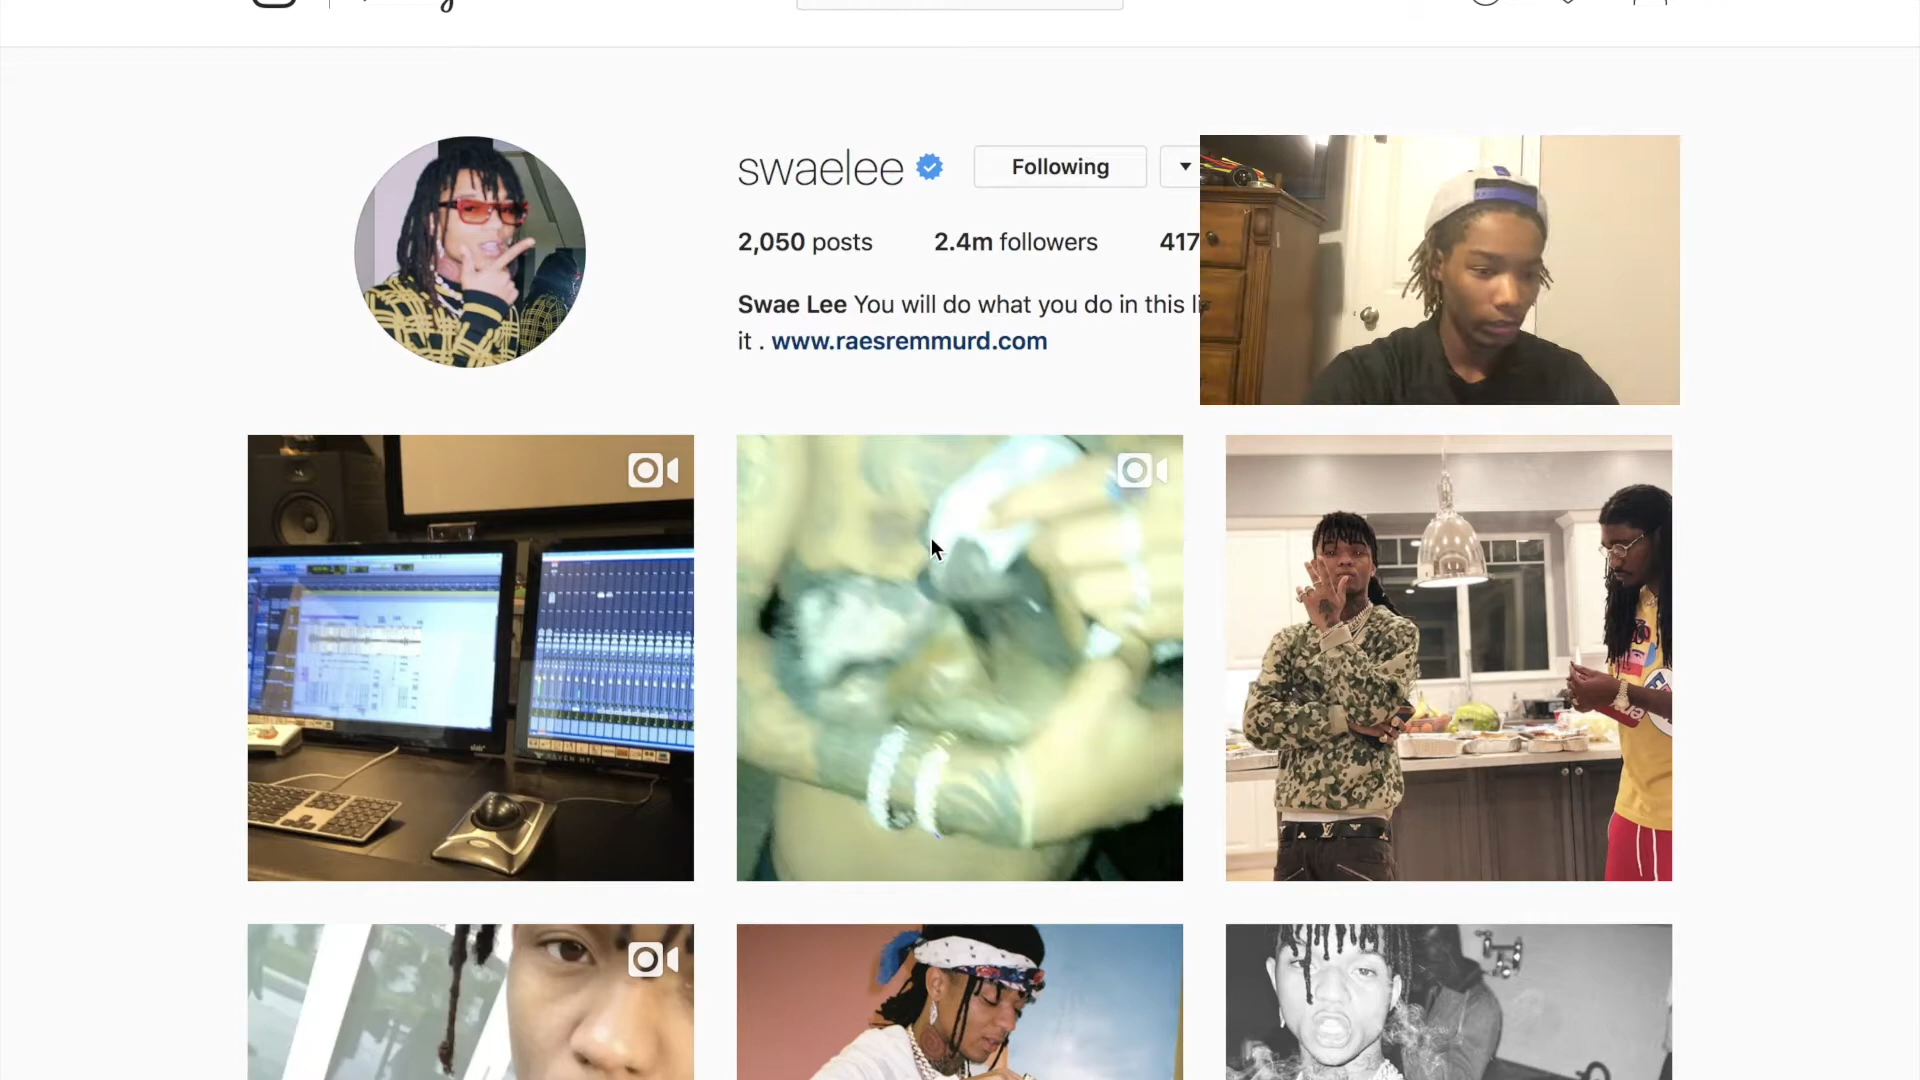 swaelee Following
2,050 posts 2.4m followers 417
Swae Lee You will do what you do in this
it . www.raesremmurd.com